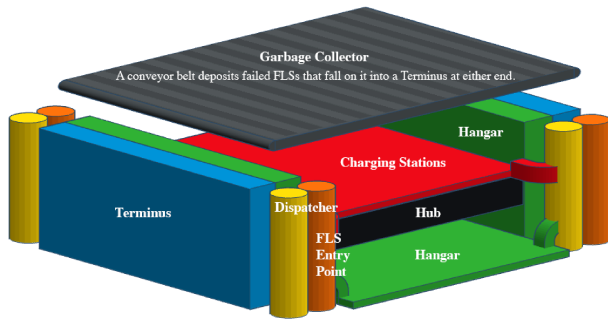 Garbage Collector
A conveyor belt deposits failed FLSs that fall on it into a Terminus at either end.
Hangar
Charging Stations
Terminus
Dispatcher
Hub
FLS
Entry
Point
Hangar